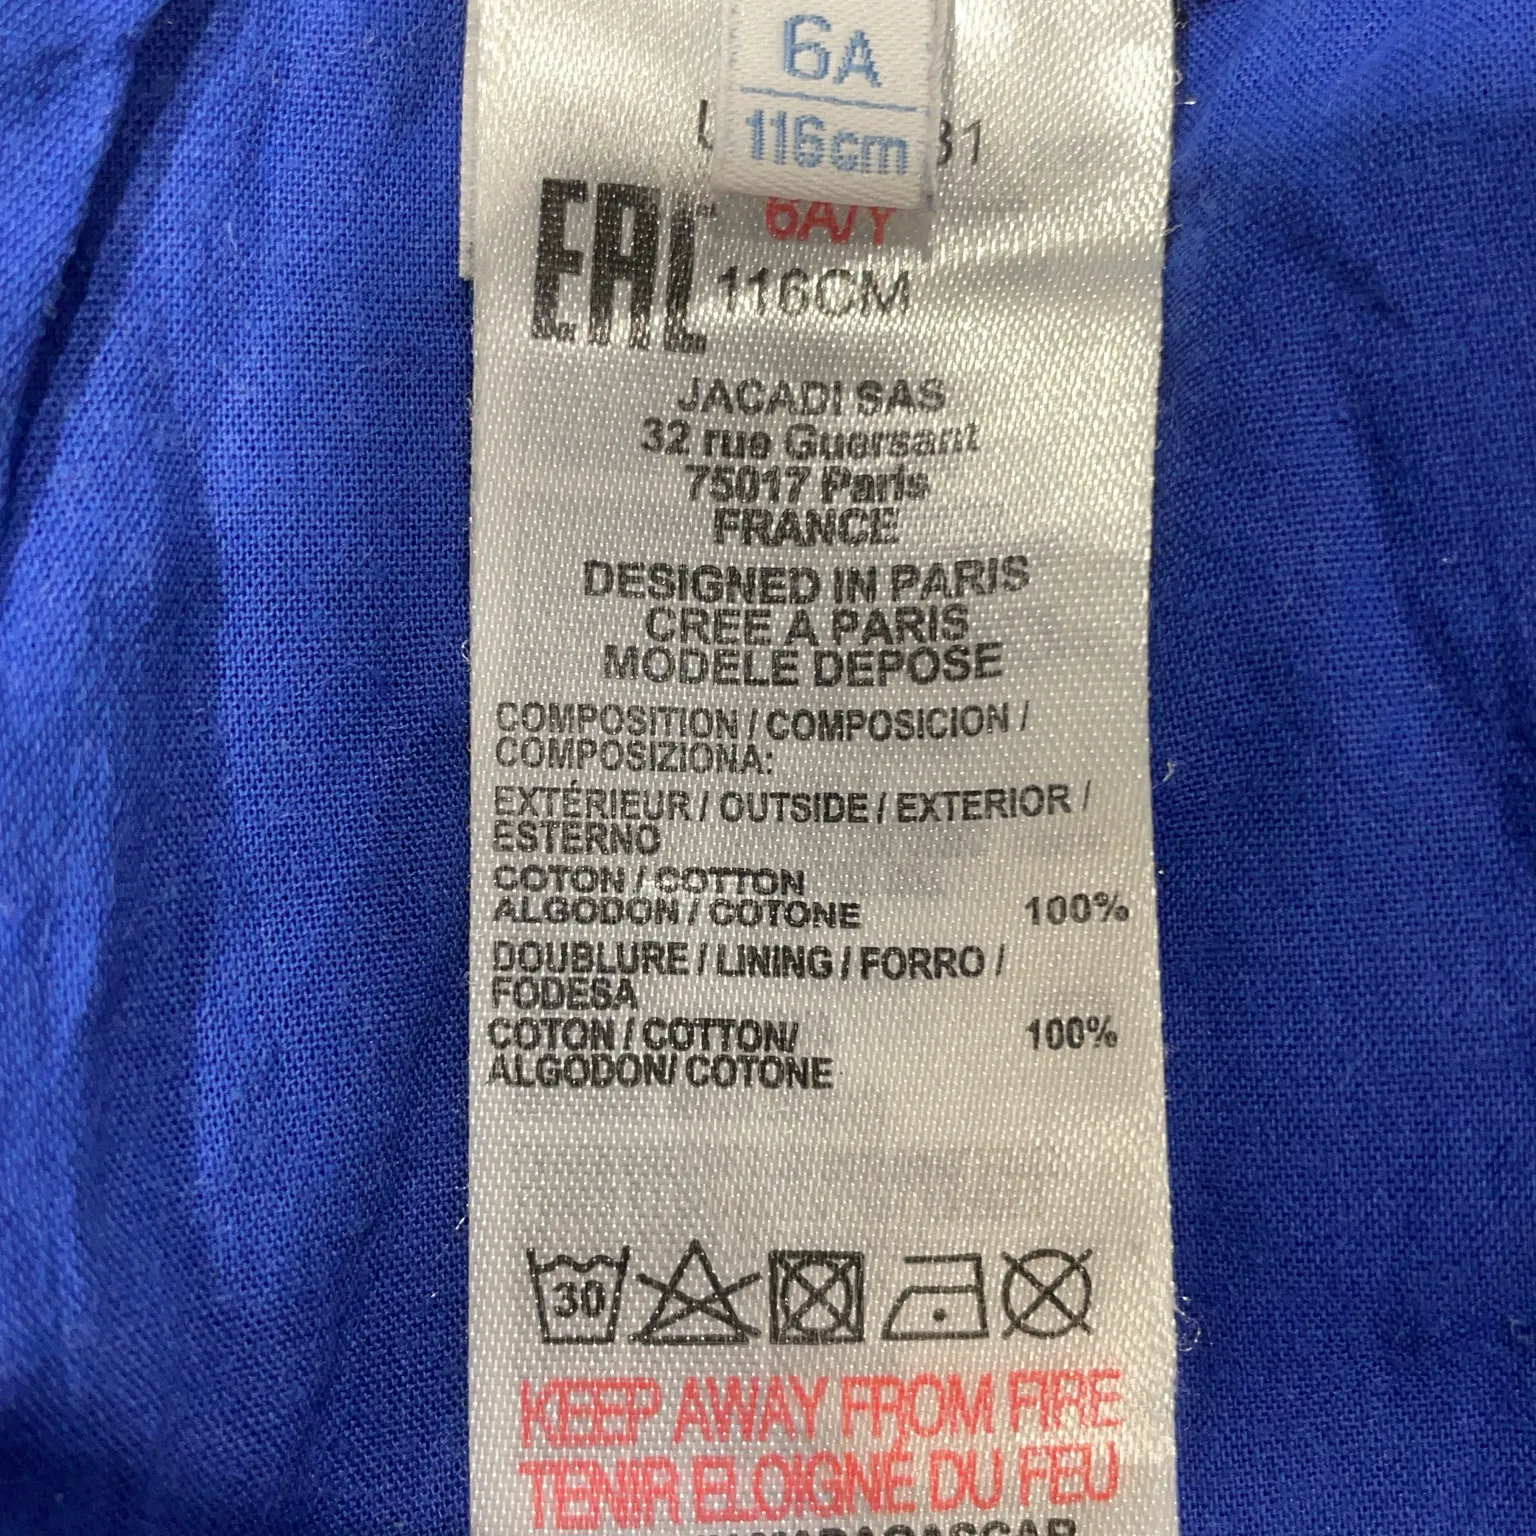 6A
116cm
31
6A/Y
EAC
116CM
JACADI SAS
32 rue Guersant
75017 Paris
FRANCE
DESIGNED IN PARIS
CREE A PARIS
MODELE DEPOSE
COMPOSITION / COMPOSICION /
COMPOSIZIONA:
EXTÉRIEUR / OUTSIDE / EXTERIOR /
ESTERNO
COTON / COTTON
ALGODON / COTONE 100%
DOUBLURE / LINING / FORRO /
FODESA
COTON / COTTON/ 100%
ALGODON/ COTONE
30
KEEP AWAY FROM FIRE
TENIR ELOIGNÉ DU FEU
MADAGASCAR